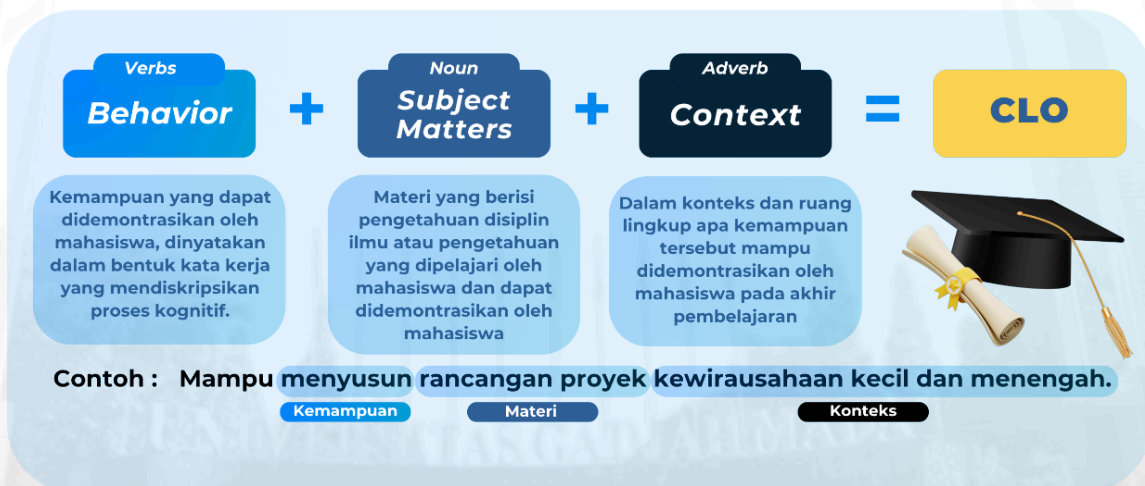 Verbs
Behavior
+
Noun
Subject
Matters
+
Adverb
Context
=
CLO
Kemampuan yang dapat
didemontrasikan oleh
mahasiswa, dinyatakan
dalam bentuk kata kerja
yang mendiskripsikan
proses kognitif.
Materi yang berisi
pengetahuan disiplin
ilmu atau pengetahuan
yang dipelajari oleh
mahasiswa dan dapat
didemontrasikan oleh
mahasiswa
Dalam konteks dan ruang
lingkup apa kemampuan
tersebut mampu
didemontrasikan oleh
mahasiswa pada akhir
pembelajaran
Contoh : Mampu menyusun rancangan proyek kewirausahaan kecil dan menengah.
Kemampuan
Materi
Konteks